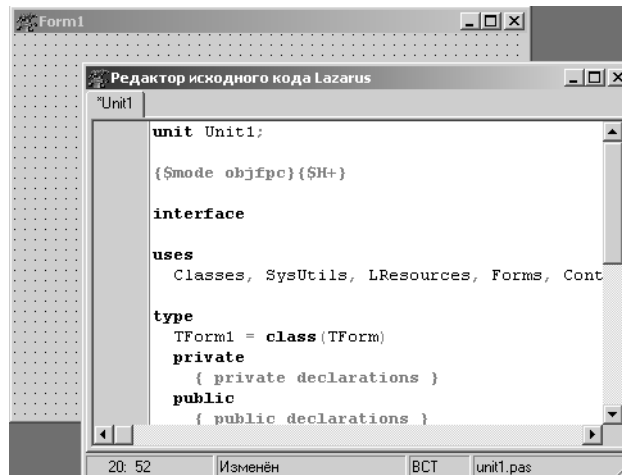 Form1
Редактор исходного кода Lazarus
*Unit1
unit Unit1;
{$mode objfpc}{$H+}
interface
uses
Classes, SysUtils, LResources, Forms, Cont
type
TForm1 = class(TForm)
private
{ private declarations }
public
{ public declarations }
20: 52 Изменён ВСТ unit1.pas